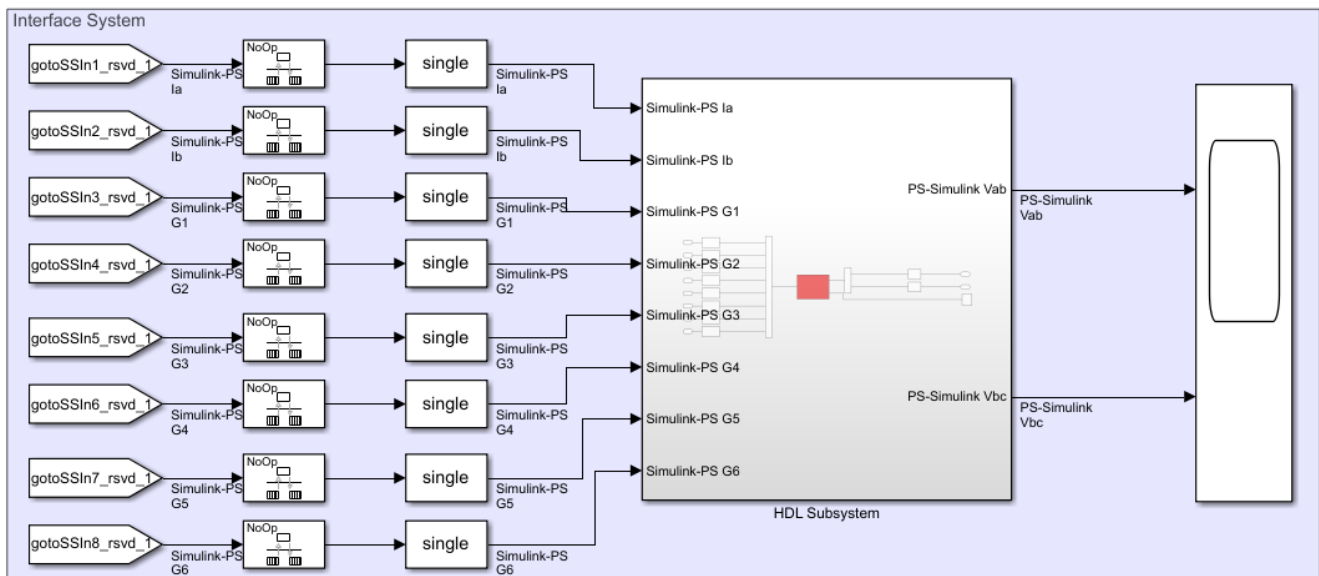 Interface System
gotoSSIn1_rsvd_1
Simulink-PS
Ia
NoOp
single
Simulink-PS
Ia
gotoSSIn2_rsvd_1
Simulink-PS
Ib
NoOp
single
Simulink-PS
Ib
gotoSSIn3_rsvd_1
Simulink-PS
G1
NoOp
single
Simulink-PS
G1
gotoSSIn4_rsvd_1
Simulink-PS
G2
NoOp
single
Simulink-PS
G2
gotoSSIn5_rsvd_1
Simulink-PS
G3
NoOp
single
Simulink-PS
G3
gotoSSIn6_rsvd_1
Simulink-PS
G4
NoOp
single
Simulink-PS
G4
gotoSSIn7_rsvd_1
Simulink-PS
G5
NoOp
single
Simulink-PS
G5
gotoSSIn8_rsvd_1
Simulink-PS
G6
NoOp
single
Simulink-PS
G6
Simulink-PS Ia
Simulink-PS Ib
Simulink-PS G1
Simulink-PS G2
Simulink-PS G3
Simulink-PS G4
Simulink-PS G5
Simulink-PS G6
PS-Simulink Vab
PS-Simulink Vbc
HDL Subsystem
PS-Simulink
Vab
PS-Simulink
Vbc